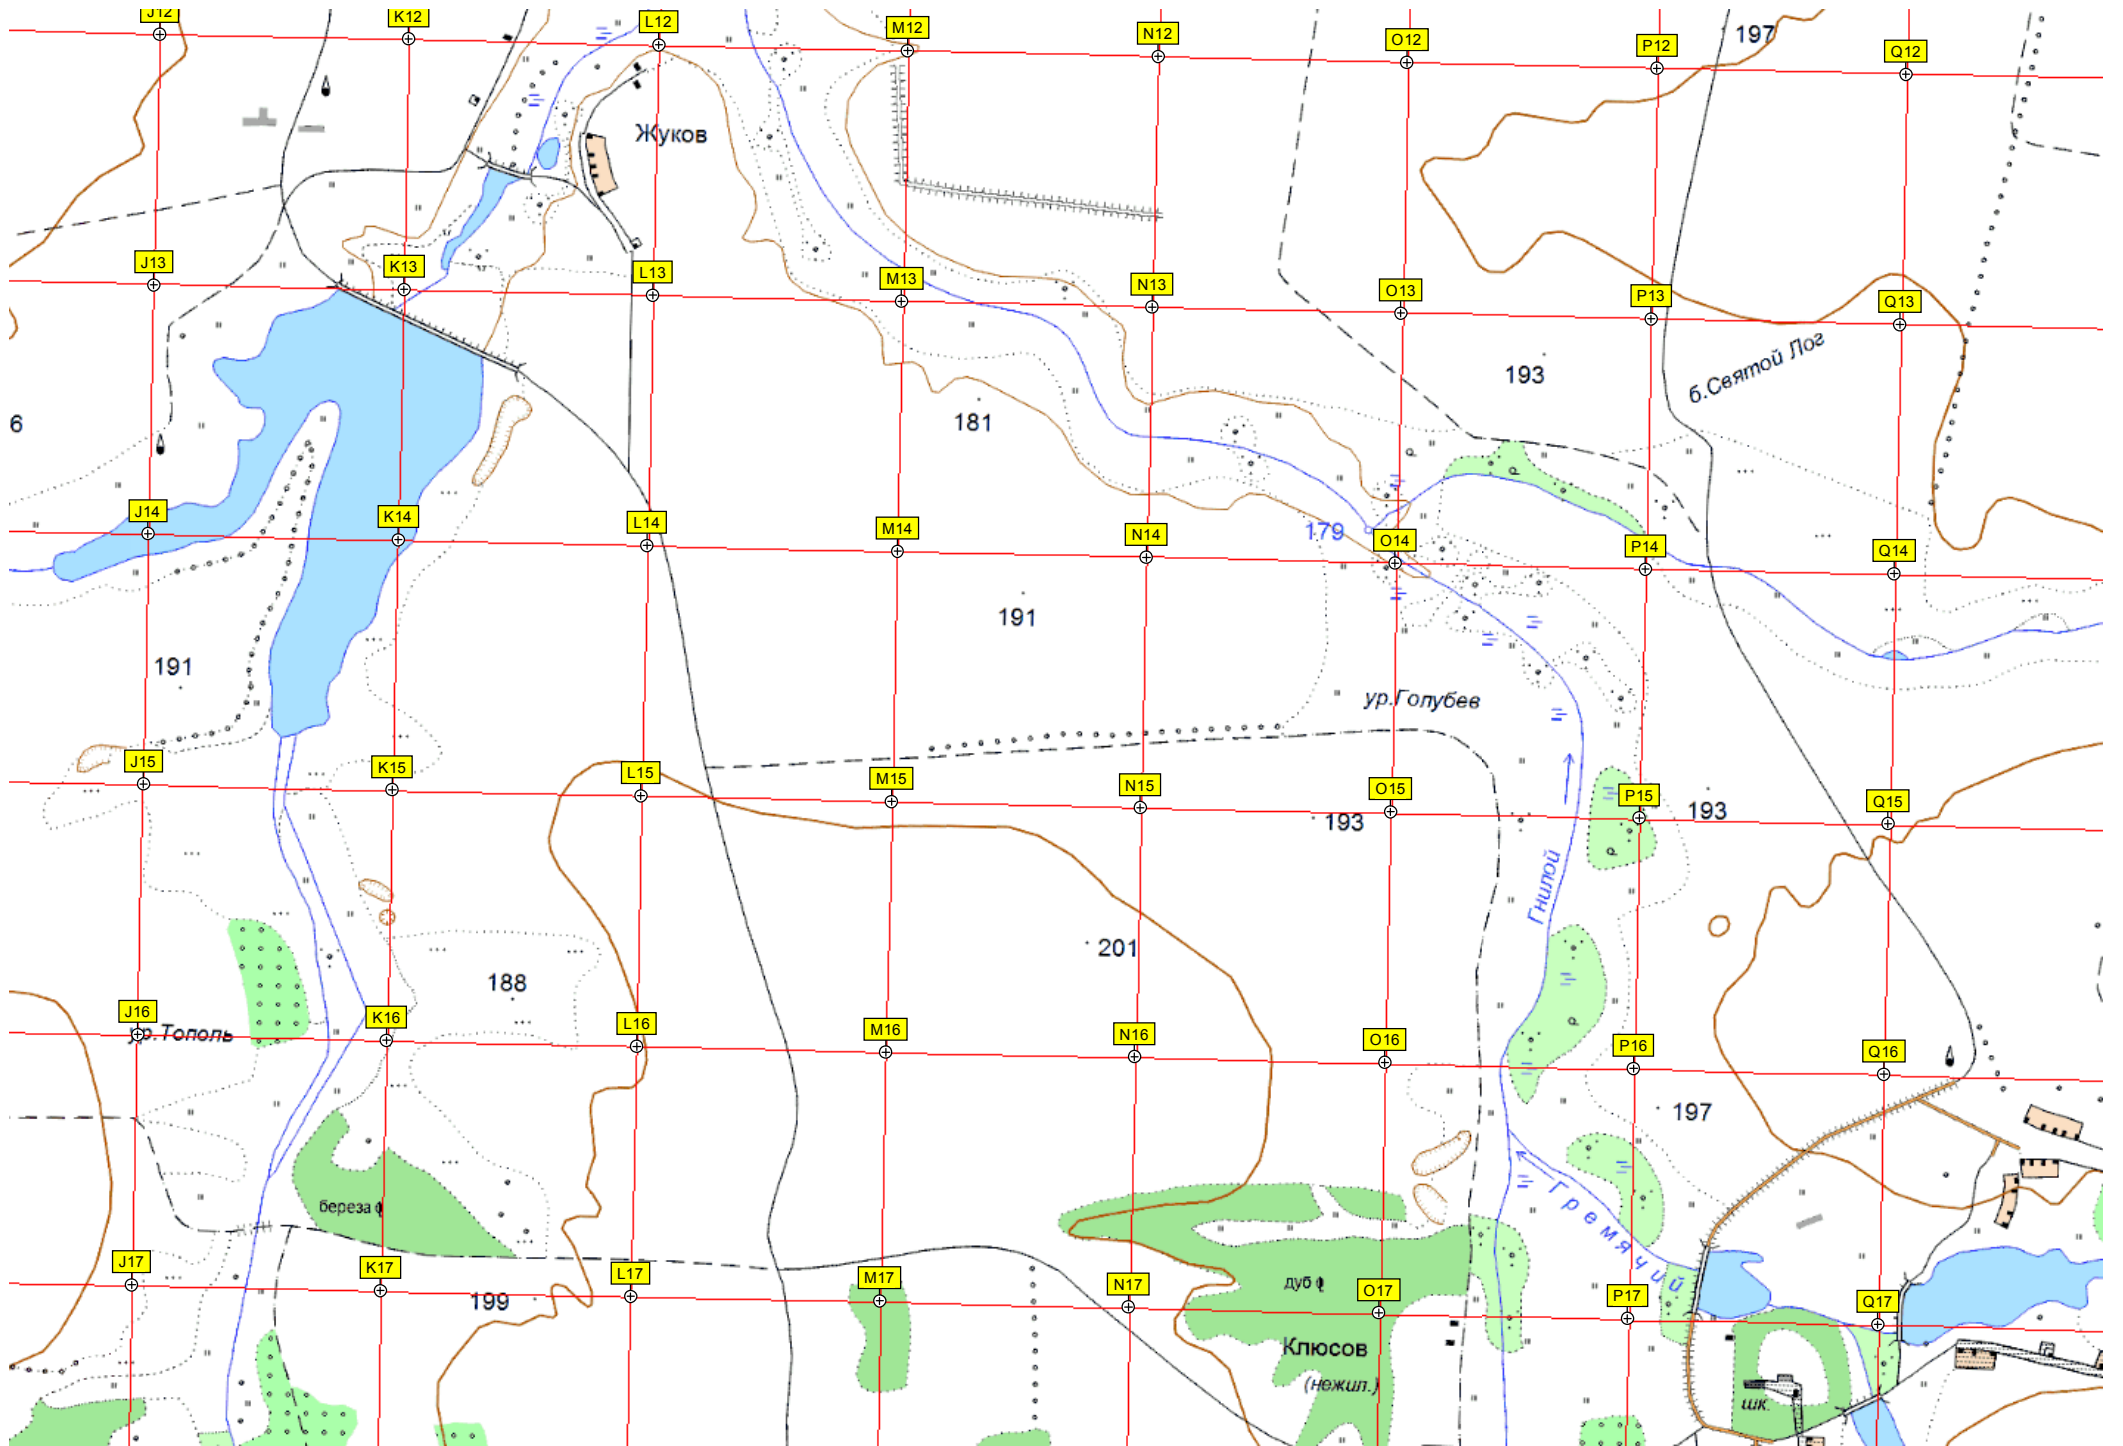 J12
K12
L12
M12
N12
O12
P12
197
Q12
Жуков
J13
K13
L13
M13
N13
O13
P13
Q13
6
181
193
б.Святой Лог
J14
K14
L14
M14
N14
179
O14
P14
Q14
191
191
ур.Голубев
J15
K15
L15
M15
N15
O15
P15
Q15
193
193
Гнилой
201
188
J16
K16
L16
M16
N16
O16
P16
Q16
ур.Тополь
197
береза
Гремячий
J17
K17
L17
M17
N17
O17
P17
Q17
199
дуб
Клюсов
(нежил.)
шк.